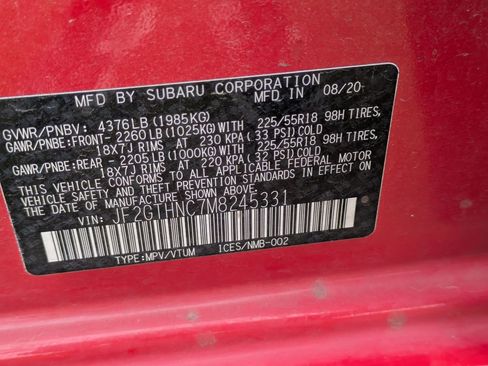 MFD BY SUBARU CORPORATION
MFD IN 08/20
GVWR/PNBV: 4376LB (1985KG)
GAWR/PNBE:FRONT-2260LB (1025KG)WITH 225/55R18 98H TIRES,
18X7J RIMS AT 230 KPA (33 PSI)COLD
GAWR/PNBE:REAR -2205LB (1000KG)WITH 225/55R18 98H TIRES,
18X7J RIMS AT 220 KPA (32 PSI)COLD
THIS VEHICLE CONFORMS TO ALL APPLICABLE FEDERAL MOTOR
VEHICLE SAFETY AND THEFT PREVENTION STANDARDS IN EFFECT ON
THE DATE OF MANUFACTURE SHOWN ABOVE.
VIN: JF2GTHNC7M8245331
TYPE:MPV/VTUM ICES/NMB-002